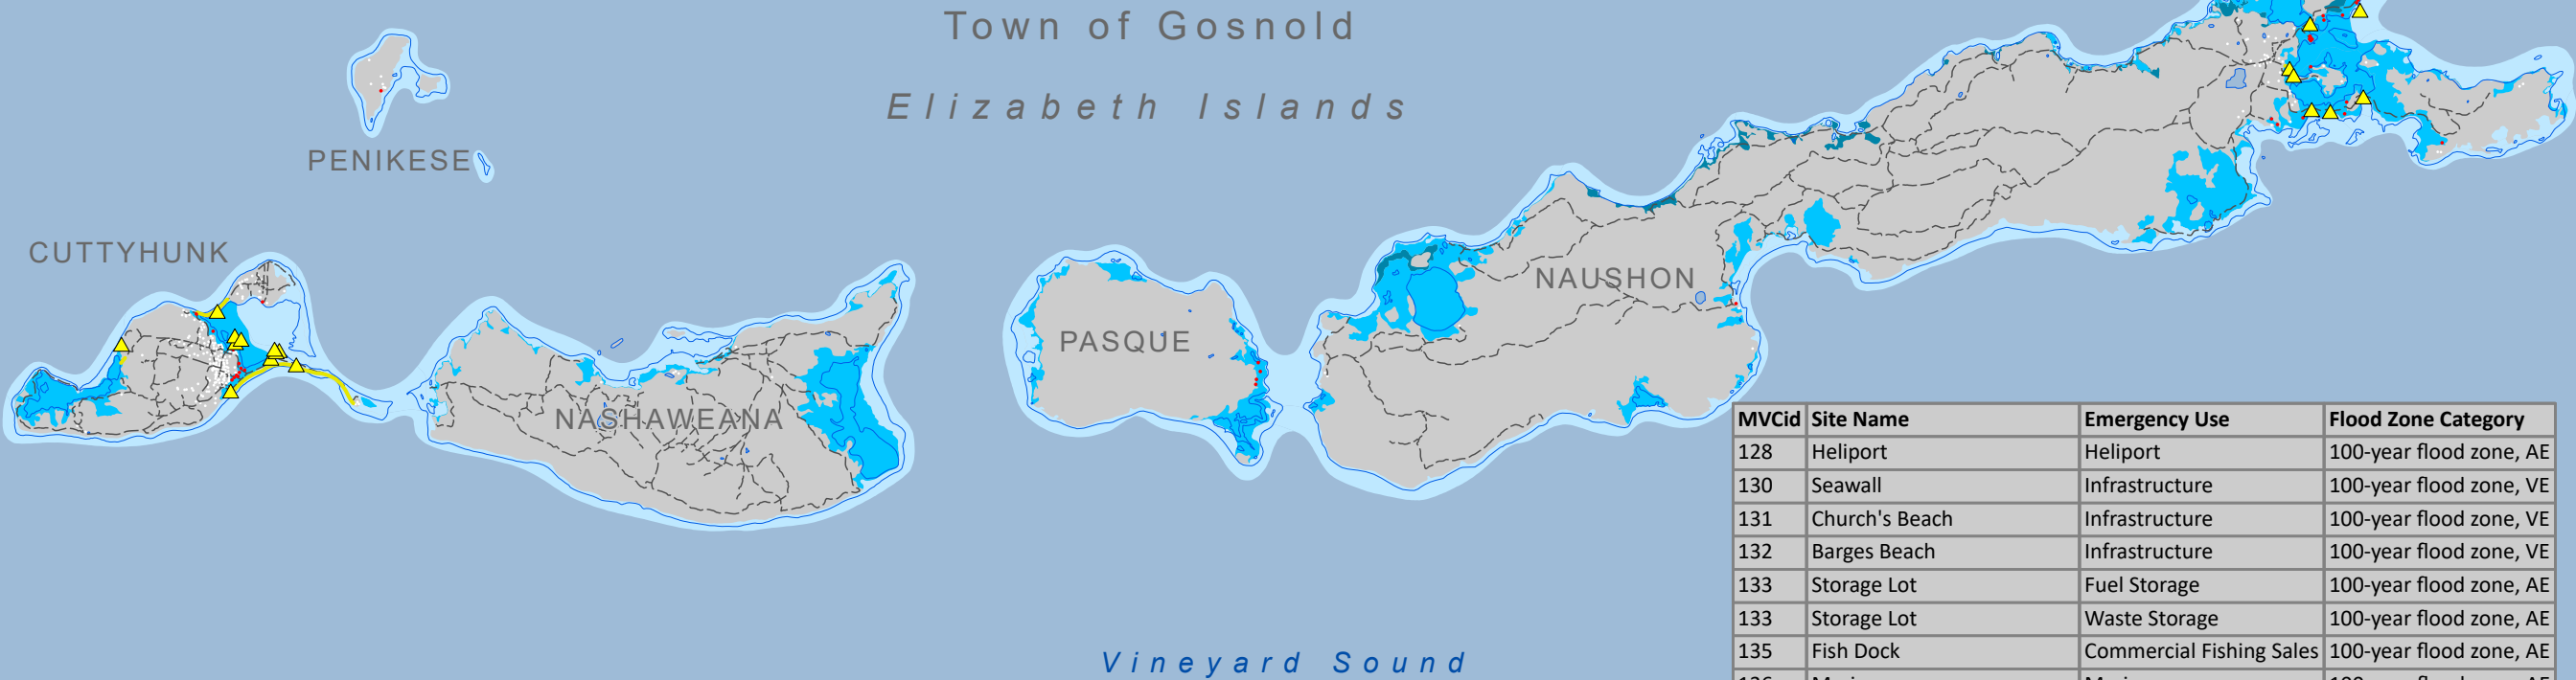 Town of Gosnold
Elizabeth Islands
PENIKESE
CUTTYHUNK
NASHAWEANA
PASQUE
NAUSHON
Vineyard Sound
MVCid Site Name Emergency Use Flood Zone Category
128 Heliport Heliport 100-year flood zone, AE
130 Seawall Infrastructure 100-year flood zone, VE
131 Church's Beach Infrastructure 100-year flood zone, VE
132 Barges Beach Infrastructure 100-year flood zone, VE
133 Storage Lot Fuel Storage 100-year flood zone, AE
133 Storage Lot Waste Storage 100-year flood zone, AE
135 Fish Dock Commercial Fishing Sales 100-year flood zone, AE